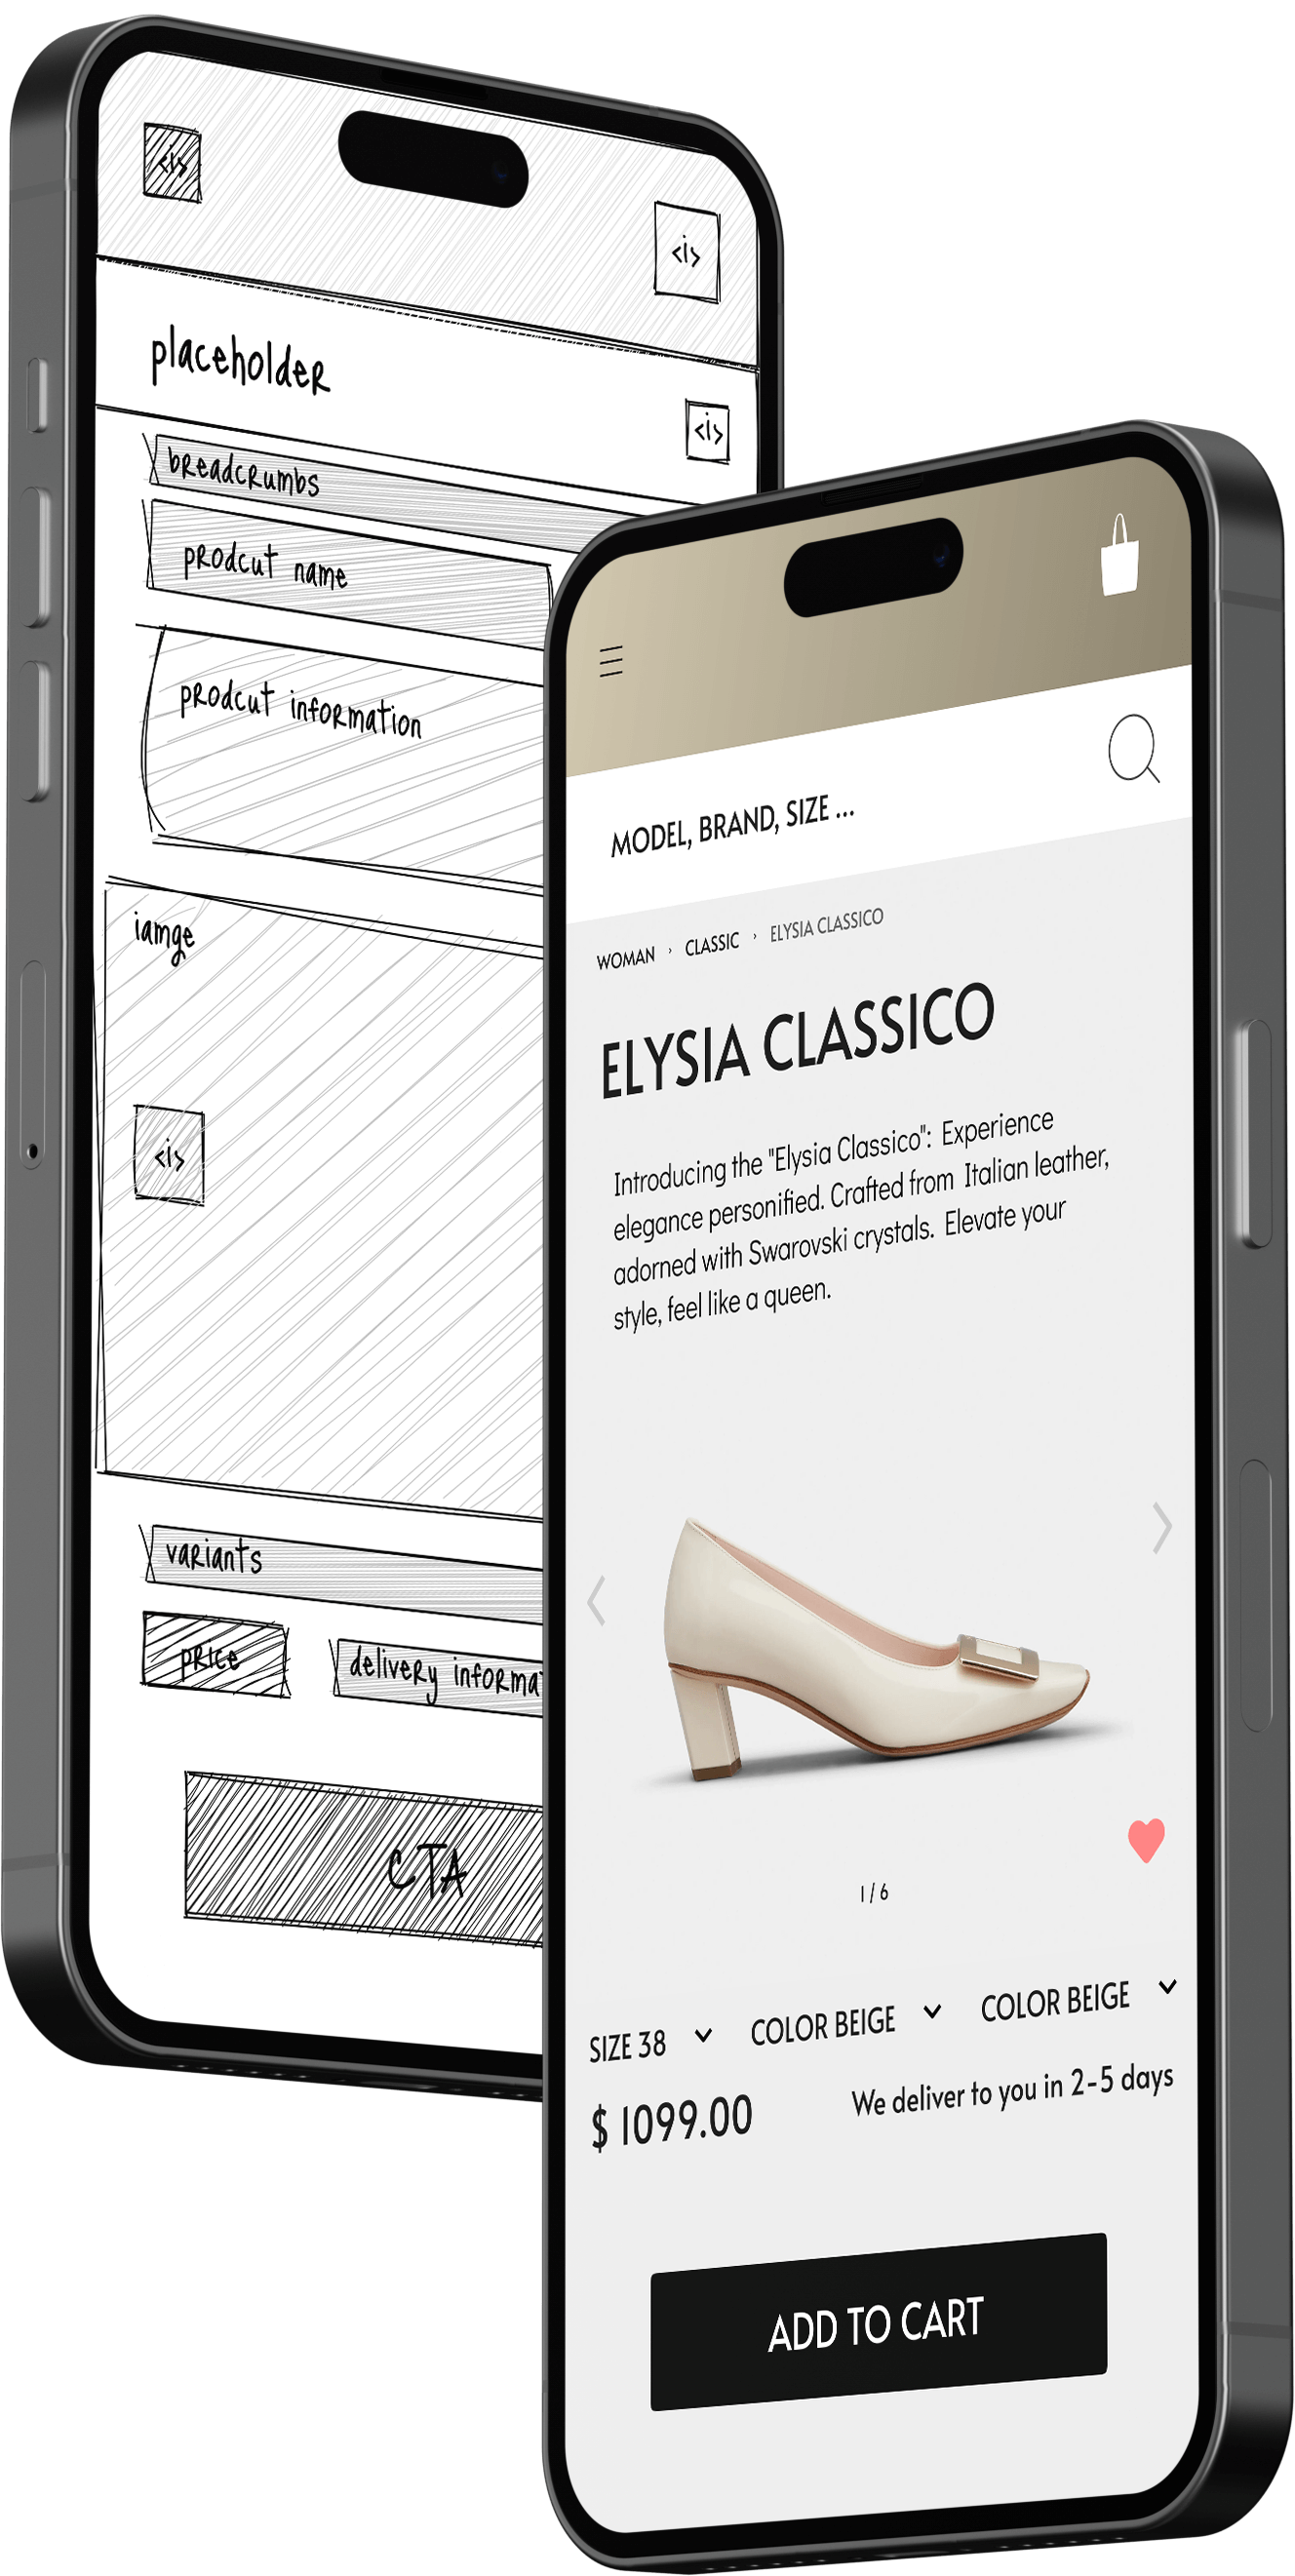 <i>
<i>
placeholder
<i>
breadcrumbs
prodcut name
prodcut information
iamge
<i>
variants
price
delivery informat
CTA
MODEL, BRAND, SIZE ...
WOMAN › CLASSIC › ELYSIA CLASSICO
ELYSIA CLASSICO
Introducing the "Elysia Classico": Experience
elegance personified. Crafted from Italian leather,
adorned with Swarovski crystals. Elevate your
style, feel like a queen.
1 / 6
SIZE 38 COLOR BEIGE COLOR BEIGE
$ 1099.00 We deliver to you in 2-5 days
ADD TO CART